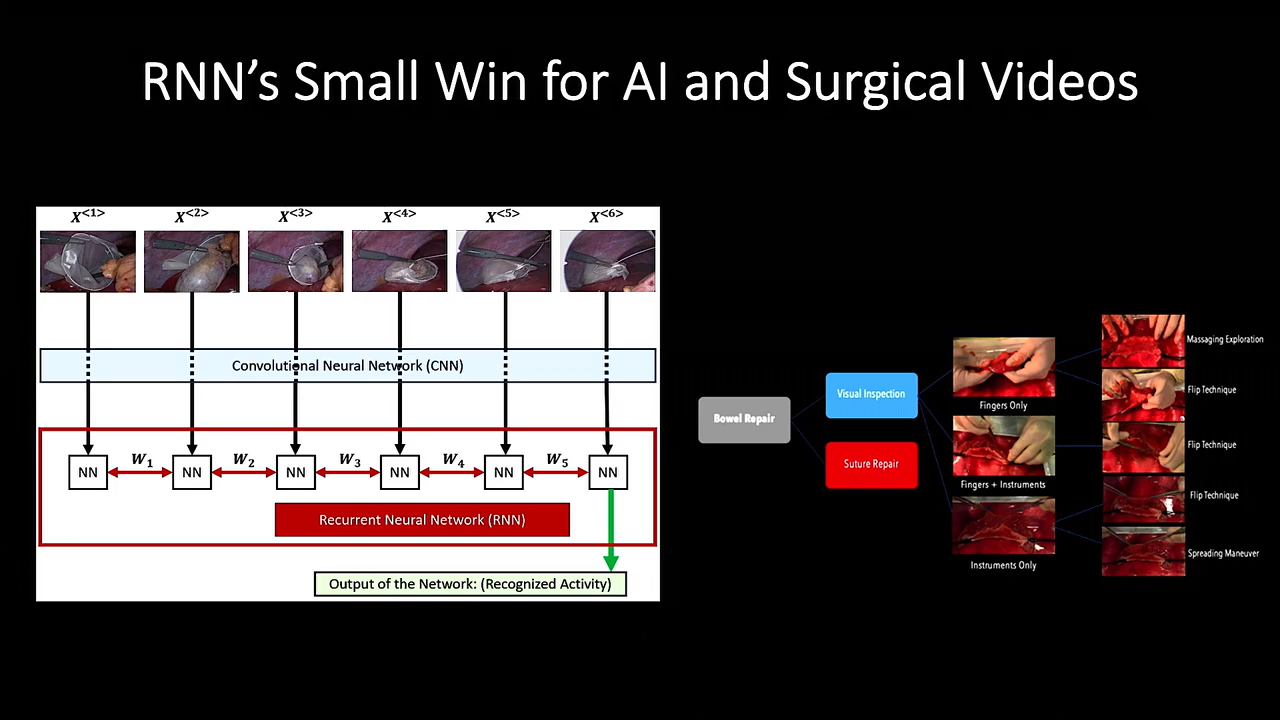 RNN’s Small Win for AI and Surgical Videos
X<1> X<2> X<3> X<4> X<5> X<6>
Convolutional Neural Network (CNN)
W1 W2 W3 W4 W5
NN NN NN NN NN NN
Recurrent Neural Network (RNN)
Output of the Network: (Recognized Activity)
Bowel Repair
Visual Inspection
Suture Repair
Fingers Only
Fingers + Instruments
Instruments Only
Massaging Exploration
Flip Technique
Flip Technique
Flip Technique
Spreading Maneuver